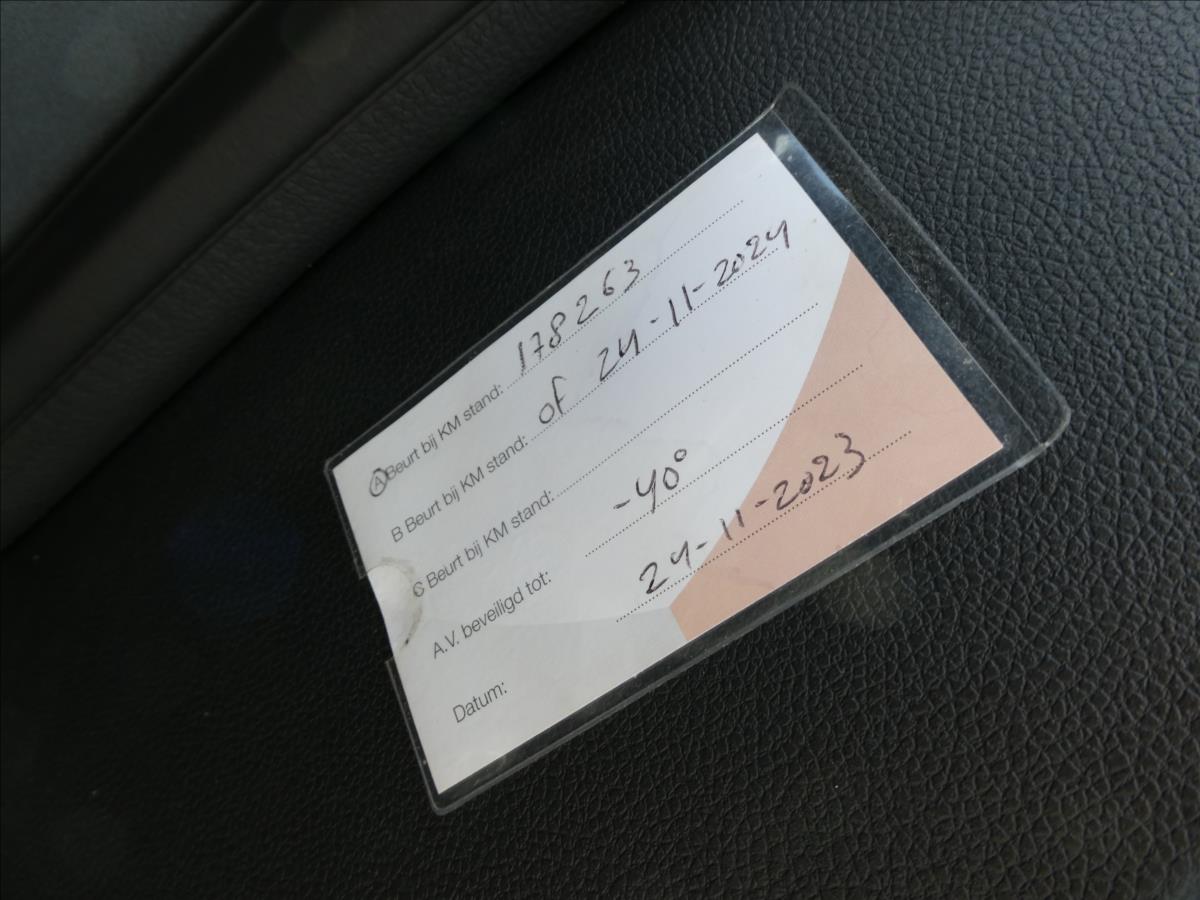 A Beurt bij KM stand: 178263
B Beurt bij KM stand: of 24-11-2024
C Beurt bij KM stand:
A.V. beveiligd tot: -40°
Datum: 24-11-2023